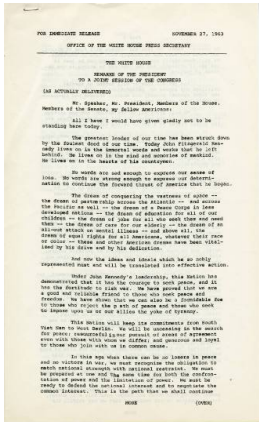 FOR IMMEDIATE RELEASE NOVEMBER 27, 1963
OFFICE OF THE WHITE HOUSE PRESS SECRETARY
THE WHITE HOUSE
REMARKS OF THE PRESIDENT
TO A JOINT SESSION OF THE CONGRESS
(AS ACTUALLY DELIVERED)
Mr. Speaker, Mr. President, Members of the House,
Members of the Senate, my fellow Americans:
All I have I would have given gladly not to be
standing here today.
The greatest leader of our time has been struck down
by the foulest deed of our time. Today John Fitzgerald Ken-
nedy lives on in the immortal words and works that he left
behind. He lives on in the mind and memories of mankind.
He lives on in the hearts of his countrymen.
No words are sad enough to express our sense of
loss. No words are strong enough to express our determi-
nation to continue the forward thrust of America that he began.
The dream of conquering the vastness of space --
the dream of partnership across the Atlantic -- and across
the Pacific as well -- the dream of a Peace Corps in less
developed nations -- the dream of education for all of our
children -- the dream of jobs for all who seek them and need
them -- the dream of care for our elderly -- the dream of an
all-out attack on mental illness -- and above all, the
dream of equal rights for all Americans, whatever their race
or color -- these and other American dreams have been vital-
ized by his drive and by his dedication.
And now the ideas and ideals which he so nobly
represented must and will be translated into effective action.
Under John Kennedy's leadership, this Nation has
demonstrated that it has the courage to seek peace, and it
has the fortitude to risk war. We have proved that we are
a good and reliable friend to those who seek peace and
freedom. We have shown that we can also be a formidable foe
to those who reject the path of peace and those who seek
to impose upon us or our allies the yoke of tyranny.
This Nation will keep its commitments from South
Viet Nam to West Berlin. We will be unceasing in the search
for peace; resourceful in our pursuit of areas of agreement
even with those with whom we differ; and generous and loyal
to those who join with us in common cause.
In this age when there can be no losers in peace
and no victors in war, we must recognize the obligation to
match national strength with national restraint. We must
be prepared at one and the same time for both the confron-
tation of power and the limitation of power. We must be
ready to defend the national interest and to negotiate the
common interest. This is the path that we shall continue
MORE (OVER)